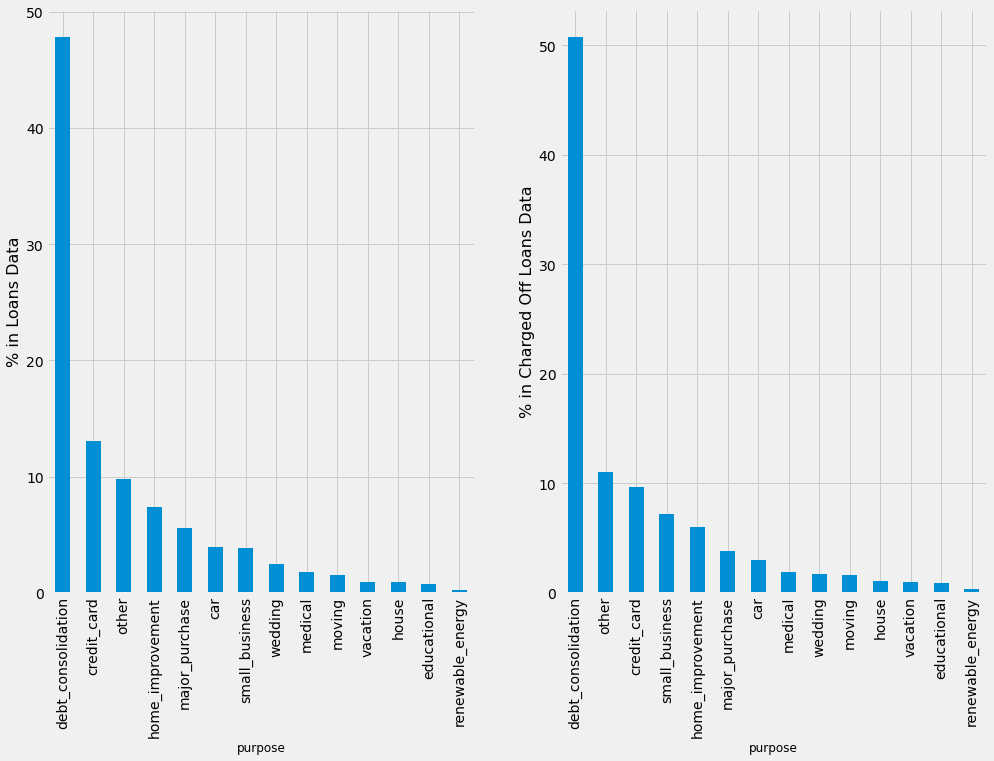 50
40
30
20
10
0
% in Loans Data
debt_consolidation
credit_card
other
home_improvement
major_purchase
car
small_business
wedding
medical
moving
vacation
house
educational
renewable_energy
purpose
50
40
30
20
10
0
% in Charged Off Loans Data
debt_consolidation
other
credit_card
small_business
home_improvement
major_purchase
car
medical
wedding
moving
house
vacation
educational
renewable_energy
purpose